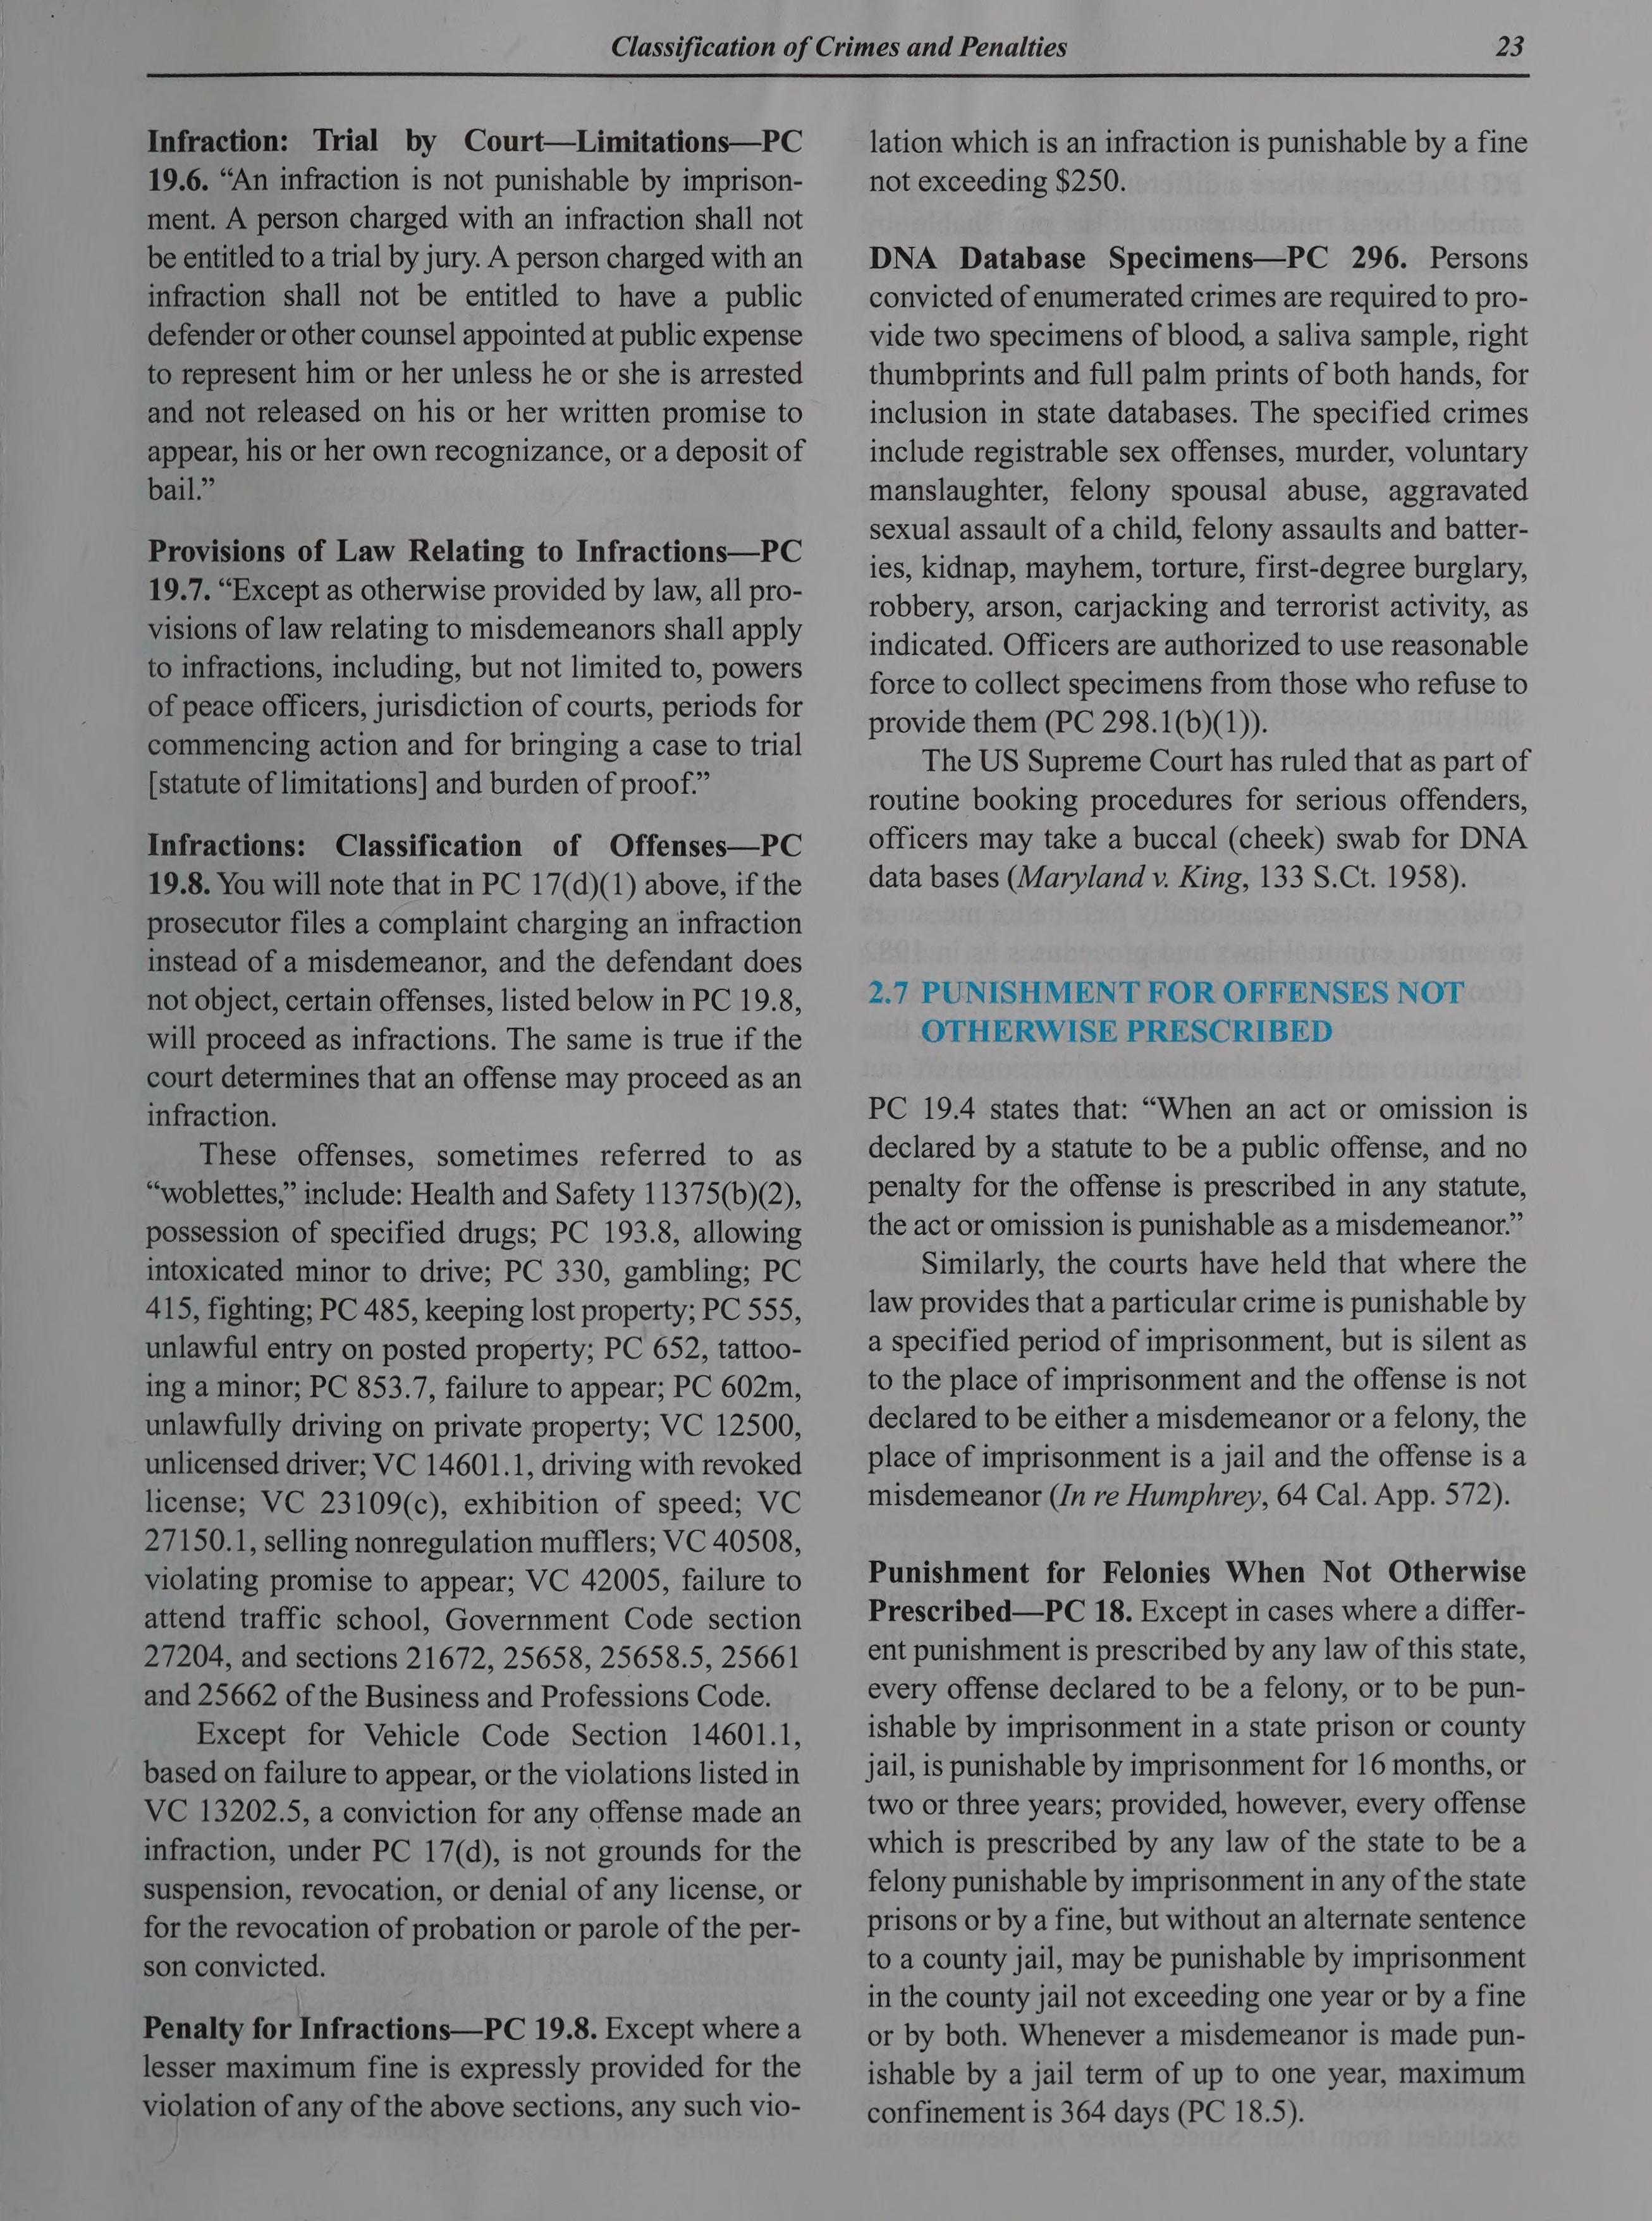 Classification of Crimes and Penalties 23
Infraction: Trial by Court—Limitations—PC
19.6. “An infraction is not punishable by imprison-
ment. A person charged with an infraction shall not
be entitled to a trial by jury. A person charged with an
infraction shall not be entitled to have a public
defender or other counsel appointed at public expense
to represent him or her unless he or she is arrested
and not released on his or her written promise to
appear, his or her own recognizance, or a deposit of
bail.”
Provisions of Law Relating to Infractions—PC
19.7. “Except as otherwise provided by law, all pro-
visions of law relating to misdemeanors shall apply
to infractions, including, but not limited to, powers
of peace officers, jurisdiction of courts, periods for
commencing action and for bringing a case to trial
[statute of limitations] and burden of proof.”
Infractions: Classification of Offenses—PC
19.8. You will note that in PC 17(d)(1) above, if the
prosecutor files a complaint charging an infraction
instead of a misdemeanor, and the defendant does
not object, certain offenses, listed below in PC 19.8,
will proceed as infractions. The same is true if the
court determines that an offense may proceed as an
infraction.
These offenses, sometimes referred to as
“woblettes,” include: Health and Safety 11375(b)(2),
possession of specified drugs; PC 193.8, allowing
intoxicated minor to drive; PC 330, gambling; PC
415, fighting; PC 485, keeping lost property; PC 555,
unlawful entry on posted property; PC 652, tattoo-
ing a minor; PC 853.7, failure to appear; PC 602m,
unlawfully driving on private property; VC 12500,
unlicensed driver; VC 14601.1, driving with revoked
license; VC 23109(c), exhibition of speed; VC
27150.1, selling nonregulation mufflers; VC 40508,
violating promise to appear; VC 42005, failure to
attend traffic school, Government Code section
27204, and sections 21672, 25658, 25658.5, 25661
and 25662 of the Business and Professions Code.
Except for Vehicle Code Section 14601.1,
based on failure to appear, or the violations listed in
VC 13202.5, a conviction for any offense made an
infraction, under PC 17(d), is not grounds for the
suspension, revocation, or denial of any license, or
for the revocation of probation or parole of the per-
son convicted.
Penalty for Infractions—PC 19.8. Except where a
lesser maximum fine is expressly provided for the
violation of any of the above sections, any such vio-
lation which is an infraction is punishable by a fine
not exceeding $250.
DNA Database Specimens—PC 296. Persons
convicted of enumerated crimes are required to pro-
vide two specimens of blood, a saliva sample, right
thumbprints and full palm prints of both hands, for
inclusion in state databases. The specified crimes
include registrable sex offenses, murder, voluntary
manslaughter, felony spousal abuse, aggravated
sexual assault of a child, felony assaults and batter-
ies, kidnap, mayhem, torture, first-degree burglary,
robbery, arson, carjacking and terrorist activity, as
indicated. Officers are authorized to use reasonable
force to collect specimens from those who refuse to
provide them (PC 298.1(b)(1)).
The US Supreme Court has ruled that as part of
routine booking procedures for serious offenders,
officers may take a buccal (cheek) swab for DNA
data bases (Maryland v. King, 133 S.Ct. 1958).
2.7 PUNISHMENT FOR OFFENSES NOT
OTHERWISE PRESCRIBED
PC 19.4 states that: “When an act or omission is
declared by a statute to be a public offense, and no
penalty for the offense is prescribed in any statute,
the act or omission is punishable as a misdemeanor.”
Similarly, the courts have held that where the
law provides that a particular crime is punishable by
a specified period of imprisonment, but is silent as
to the place of imprisonment and the offense is not
declared to be either a misdemeanor or a felony, the
place of imprisonment is a jail and the offense is a
misdemeanor (In re Humphrey, 64 Cal. App. 572).
Punishment for Felonies When Not Otherwise
Prescribed—PC 18. Except in cases where a differ-
ent punishment is prescribed by any law of this state,
every offense declared to be a felony, or to be pun-
ishable by imprisonment in a state prison or county
jail, is punishable by imprisonment for 16 months, or
two or three years; provided, however, every offense
which is prescribed by any law of the state to be a
felony punishable by imprisonment in any of the state
prisons or by a fine, but without an alternate sentence
to a county jail, may be punishable by imprisonment
in the county jail not exceeding one year or by a fine
or by both. Whenever a misdemeanor is made pun-
ishable by a jail term of up to one year, maximum
confinement is 364 days (PC 18.5).